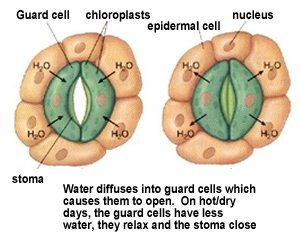 Guard cell chloroplasts nucleus
epidermal cell
H₂O H₂O H₂O H₂O
H₂O H₂O H₂O H₂O
stoma
Water diffuses into guard cells which
causes them to open. On hot/dry
days, the guard cells have less
water, they relax and the stoma close